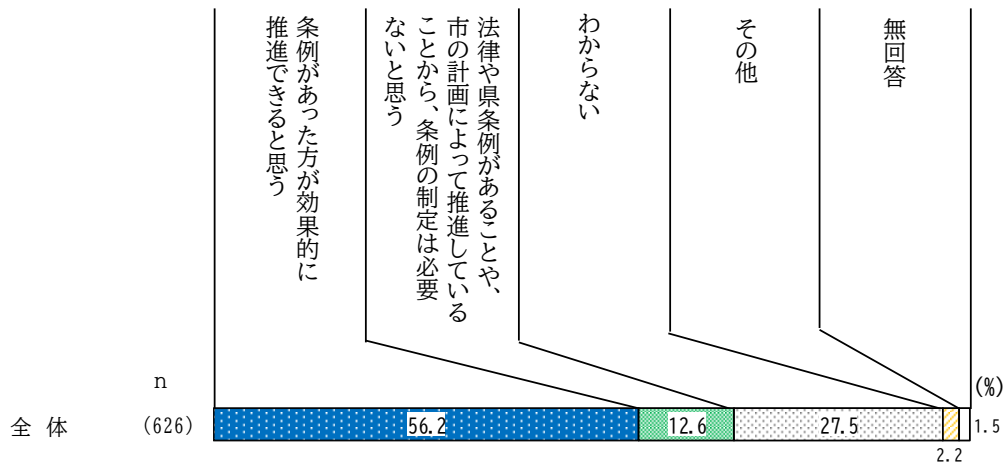 条例があった方が効果的に
推進できると思う
法律や県条例があることや、
市の計画によって推進している
ことから、条例の制定は必要
ないと思う
わからない
その他
無回答
n
(%)
全体
(626)
56.2
12.6
27.5
2.2
1.5